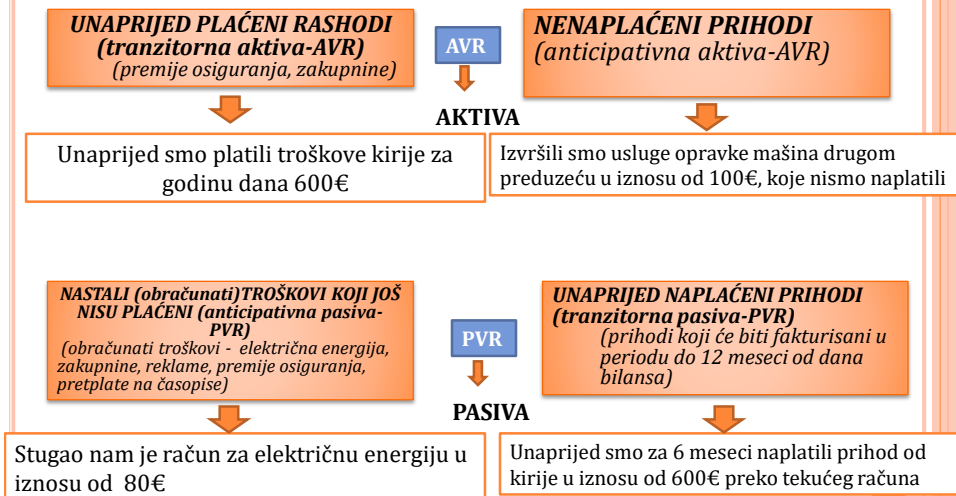 UNAPRIJED PLAĆENI RASHODI
(tranzitorna aktiva-AVR)
(premije osiguranja, zakupnine)
AVR
NENAPLAĆENI PRIHODI
(anticipativna aktiva-AVR)
AKTIVA
Unaprijed smo platili troškove kirije za
godinu dana 600€
Izvršili smo usluge opravke mašina drugom
preduzeću u iznosu od 100€, koje nismo naplatili
NASTALI (obračunati)TROŠKOVI KOJI JOŠ
NISU PLAĆENI (anticipativna pasiva-
PVR)
(obračunati troškovi - električna energija,
zakupnine, reklame, premije osiguranja,
pretplate na časopise)
PVR
UNAPRIJED NAPLAĆENI PRIHODI
(tranzitorna pasiva-PVR)
(prihodi koji će biti fakturisani u
periodu do 12 meseci od dana
bilansa)
PASIVA
Stugao nam je račun za električnu energiju u
iznosu od 80€
Unaprijed smo za 6 meseci naplatili prihod od
kirije u iznosu od 600€ preko tekućeg računa